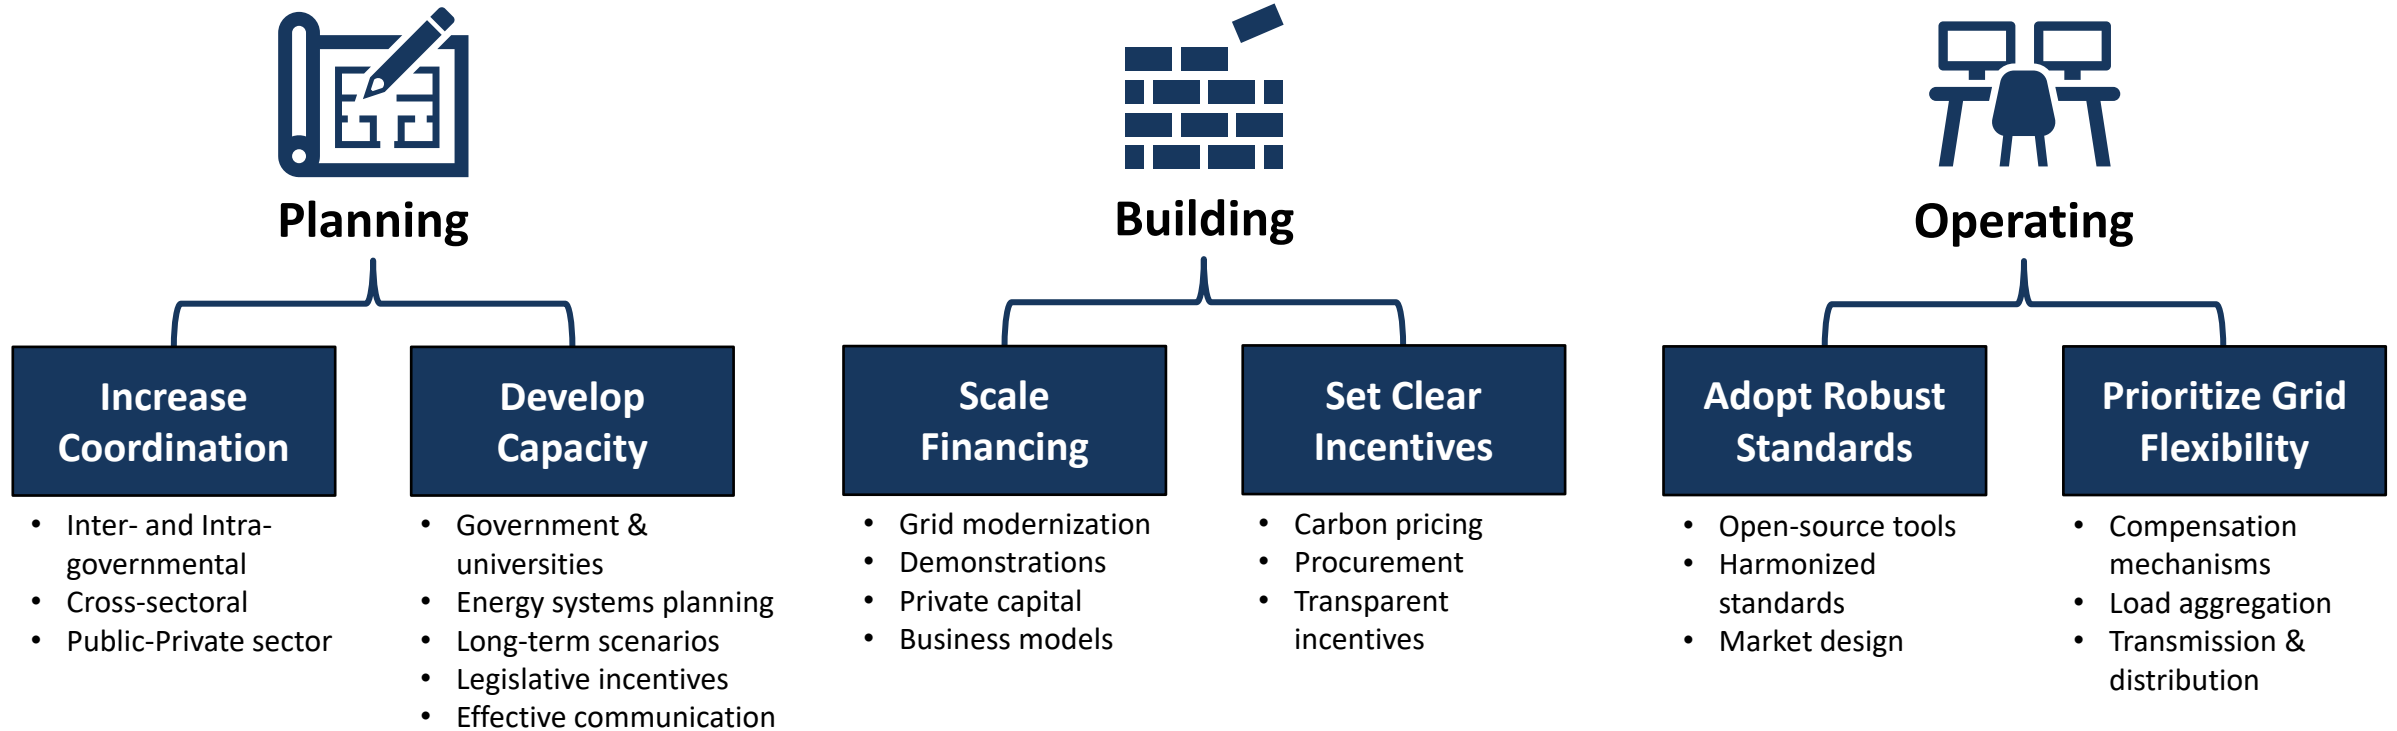 Planning
Increase
Coordination
• Inter- and Intra-
governmental
• Cross-sectoral
• Public-Private sector
Develop
Capacity
• Government &
universities
• Energy systems planning
• Long-term scenarios
• Legislative incentives
• Effective communication
Building
Scale
Financing
• Grid modernization
• Demonstrations
• Private capital
• Business models
Set Clear
Incentives
• Carbon pricing
• Procurement
• Transparent
incentives
Operating
Adopt Robust
Standards
• Open-source tools
• Harmonized
standards
• Market design
Prioritize Grid
Flexibility
• Compensation
mechanisms
• Load aggregation
• Transmission &
distribution